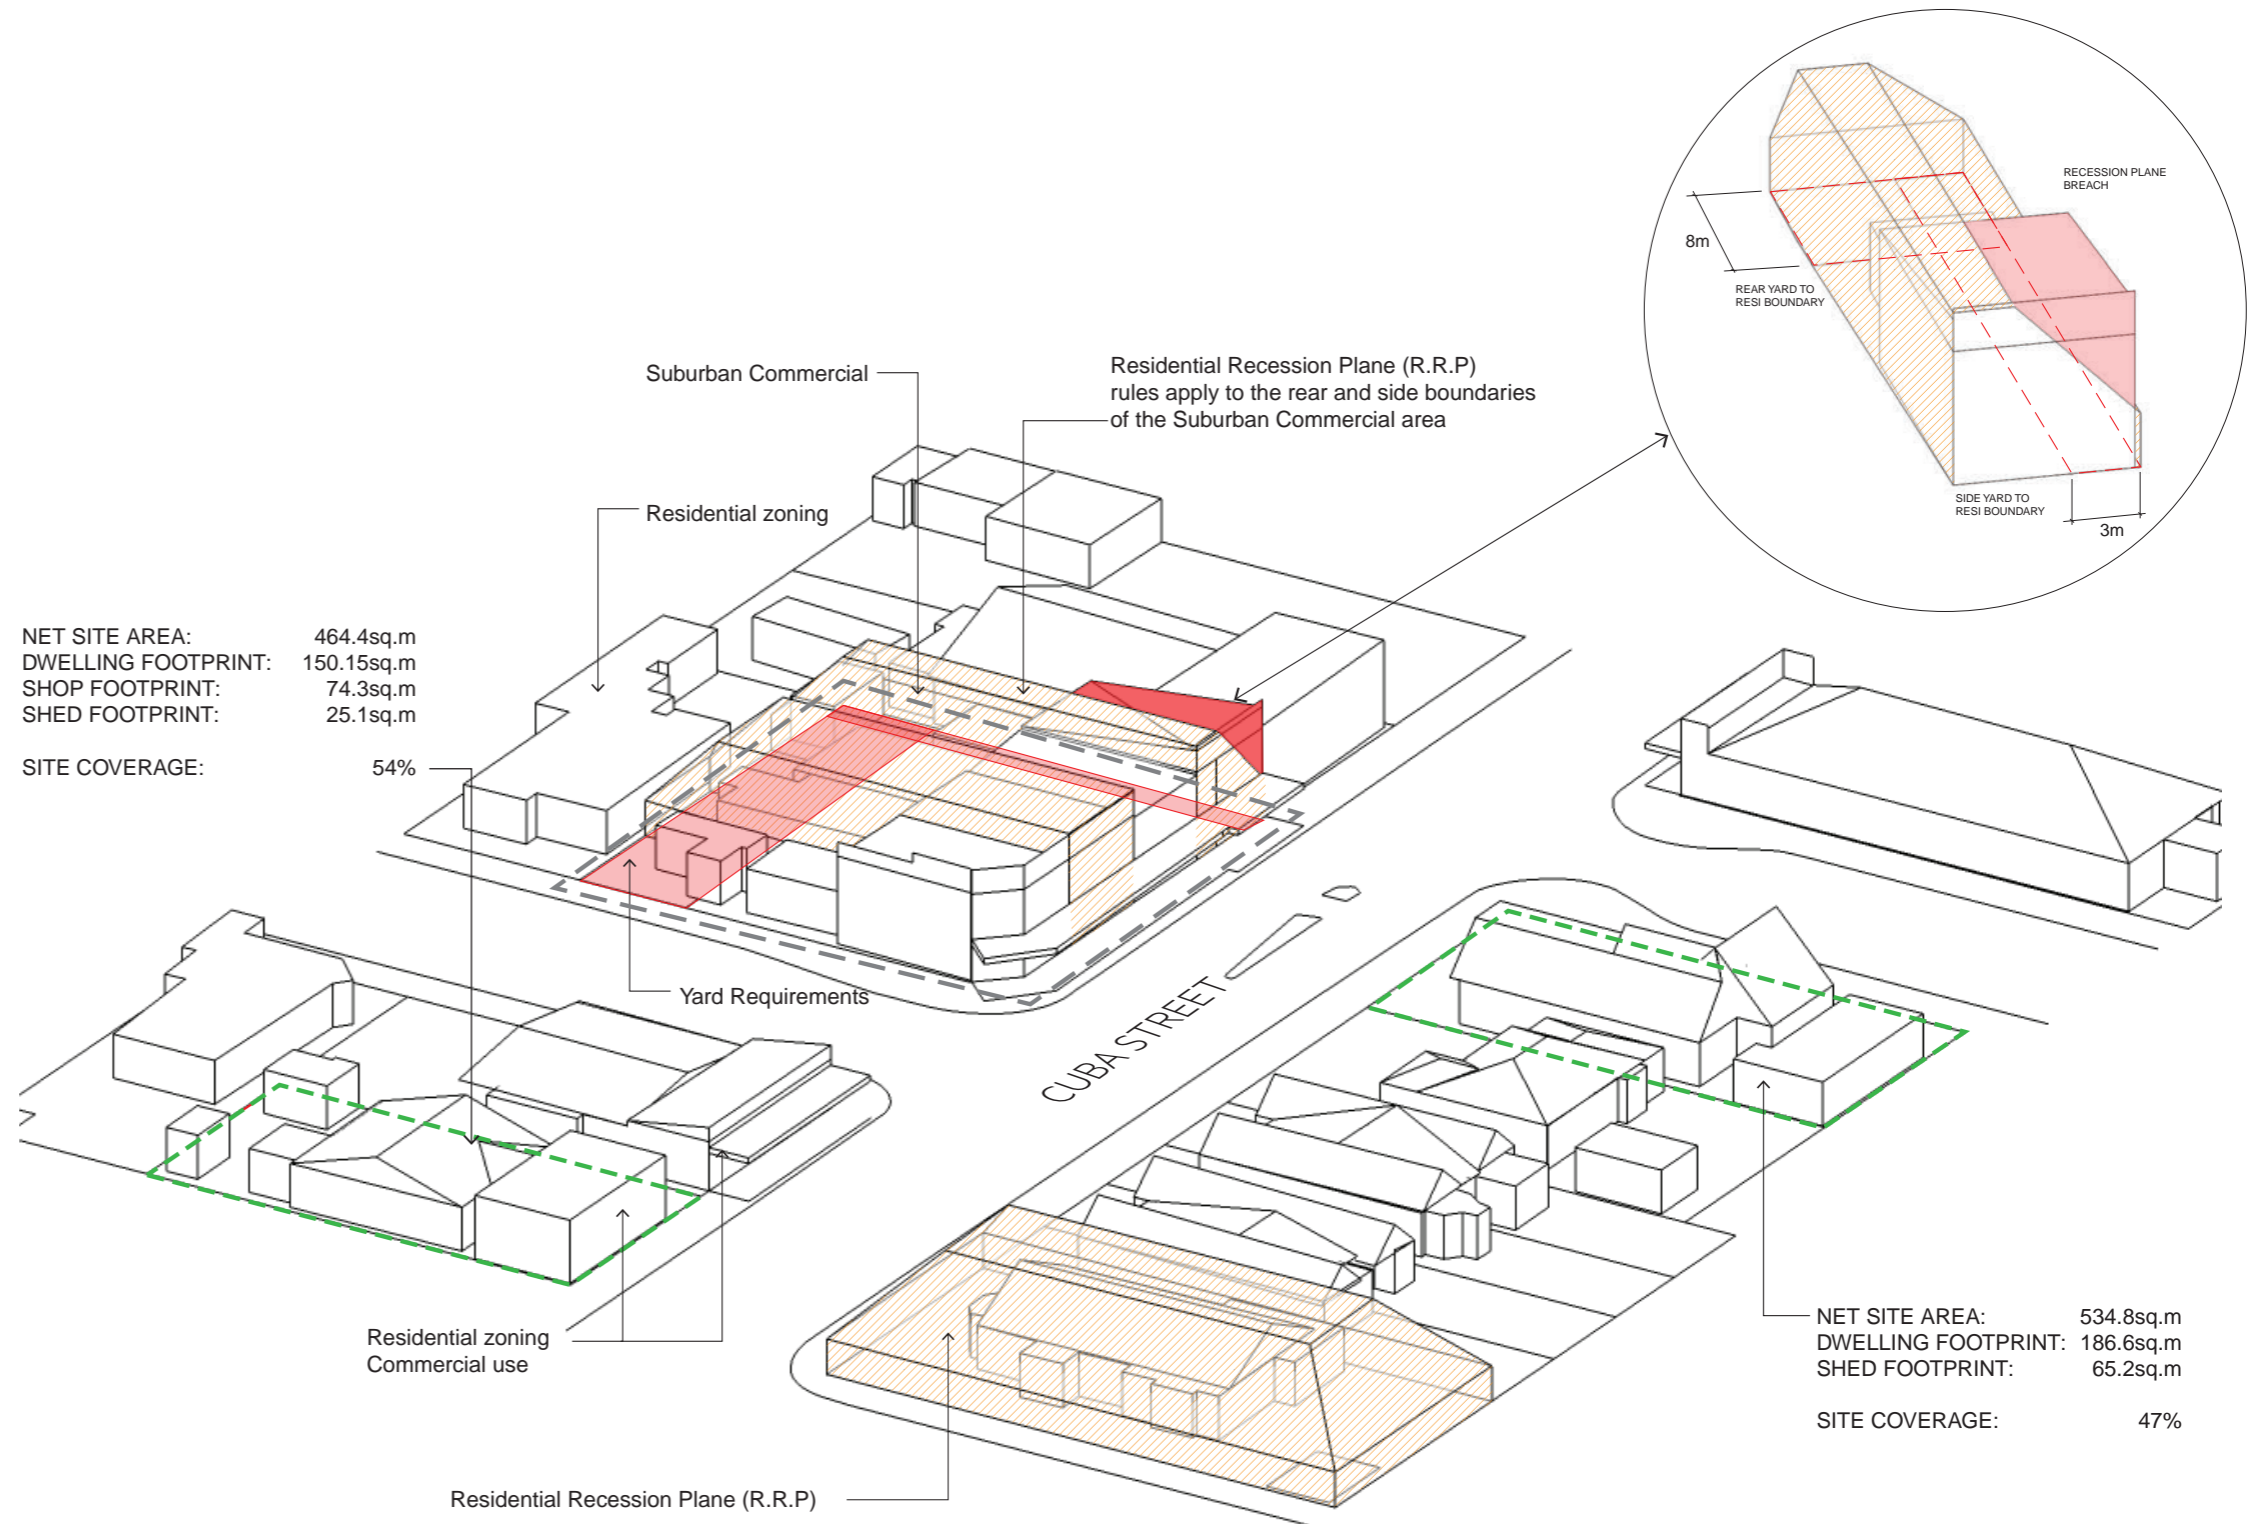 RECESSION PLANE
BREACH
8m
REAR YARD TO
RESI BOUNDARY
SIDE YARD TO
RESI BOUNDARY
3m
Suburban Commercial
Residential Recession Plane (R.R.P)
rules apply to the rear and side boundaries
of the Suburban Commercial area
Residential zoning
NET SITE AREA: 464.4sq.m
DWELLING FOOTPRINT: 150.15sq.m
SHOP FOOTPRINT: 74.3sq.m
SHED FOOTPRINT: 25.1sq.m
SITE COVERAGE: 54%
Yard Requirements
CUBA STREET
Residential zoning
Commercial use
NET SITE AREA: 534.8sq.m
DWELLING FOOTPRINT: 186.6sq.m
SHED FOOTPRINT: 65.2sq.m
SITE COVERAGE: 47%
Residential Recession Plane (R.R.P)